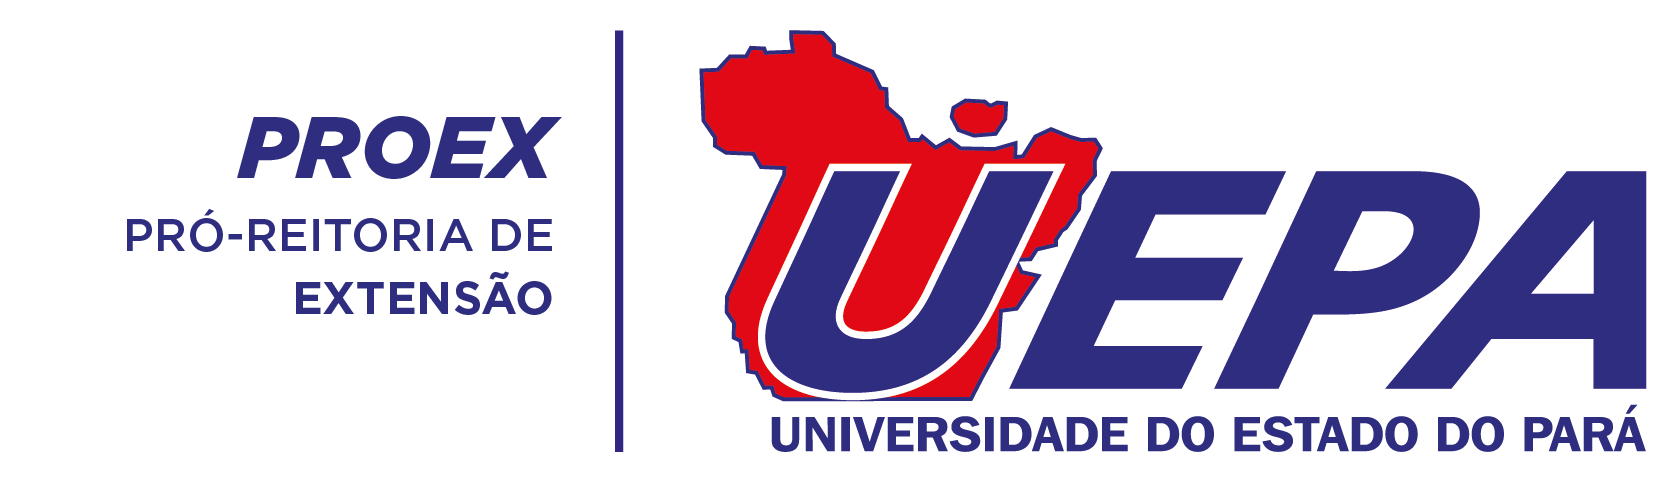 PROEX
PRÓ-REITORIA DE
EXTENSÃO
UEPA
UNIVERSIDADE DO ESTADO DO PARÁ